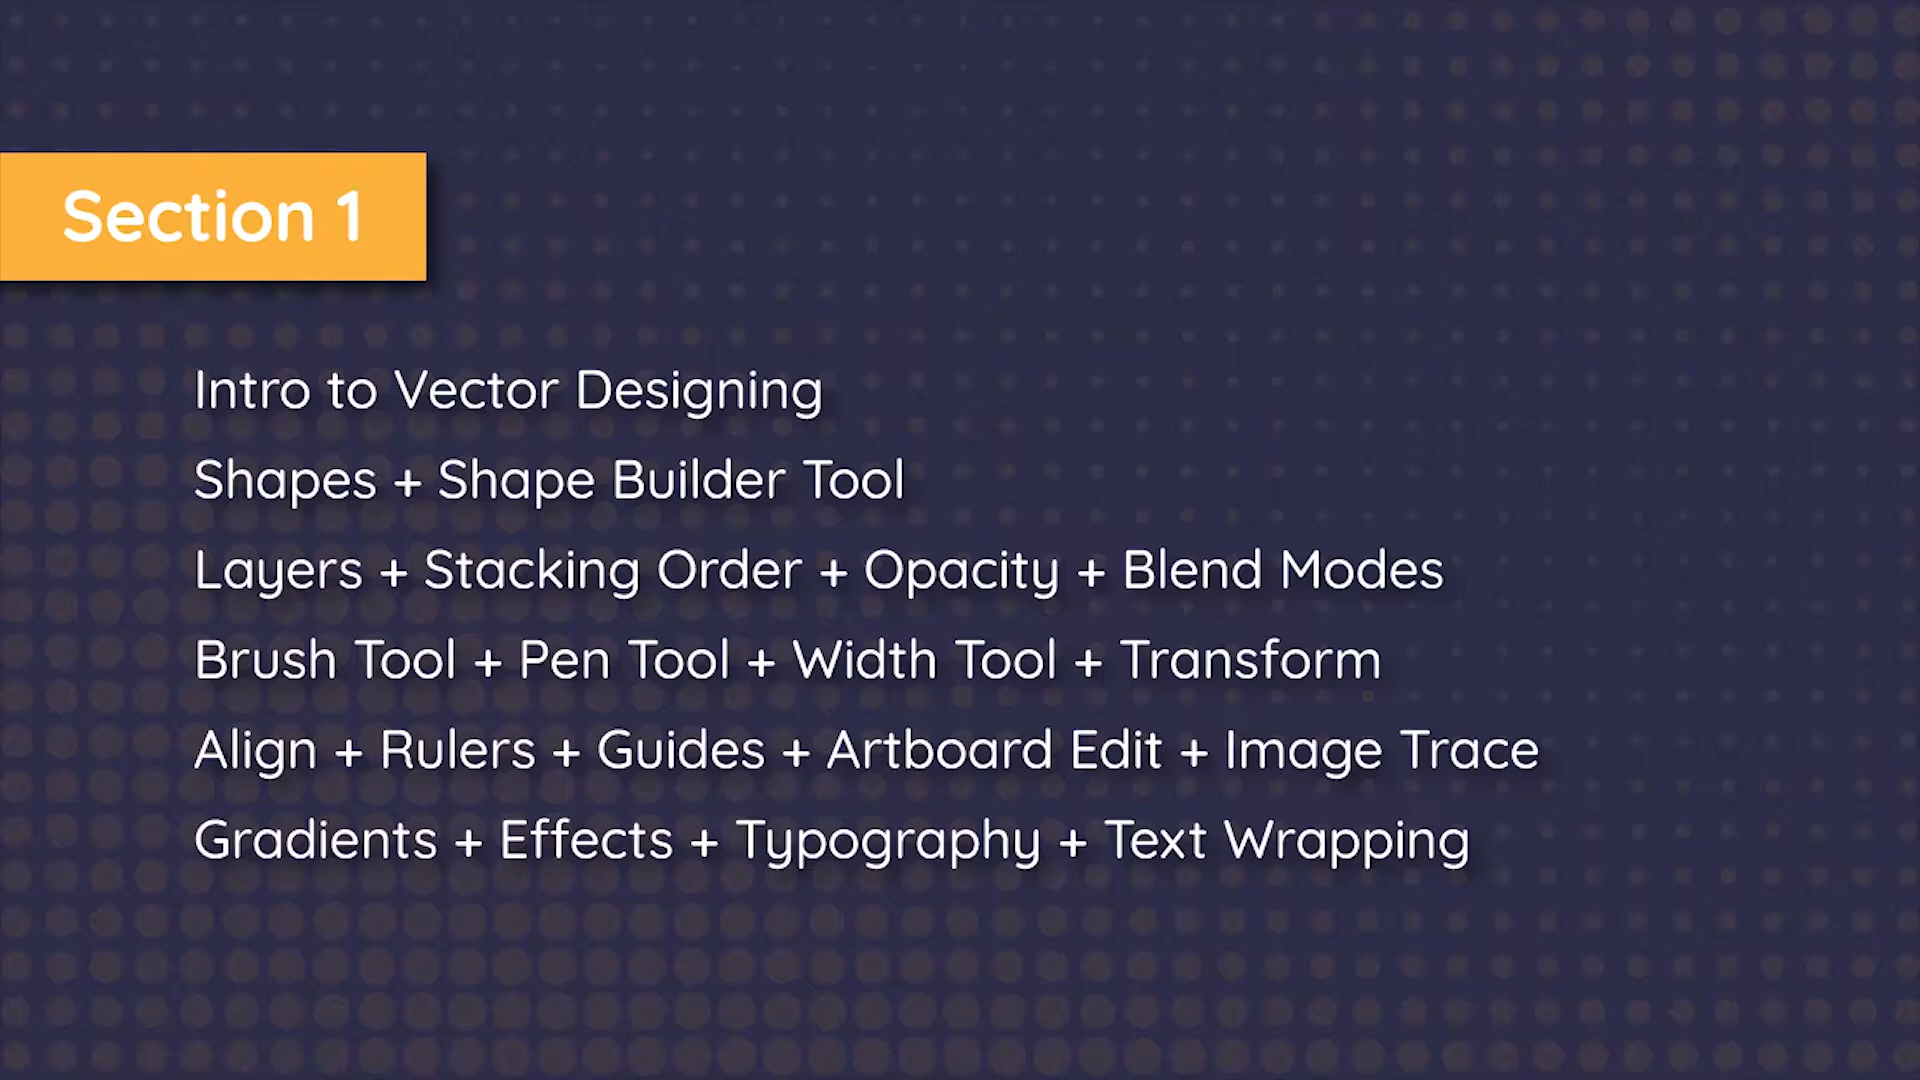 Section 1
Intro to Vector Designing
Shapes + Shape Builder Tool
Layers + Stacking Order + Opacity + Blend Modes
Brush Tool + Pen Tool + Width Tool + Transform
Align + Rulers + Guides + Artboard Edit + Image Trace
Gradients + Effects + Typography + Text Wrapping